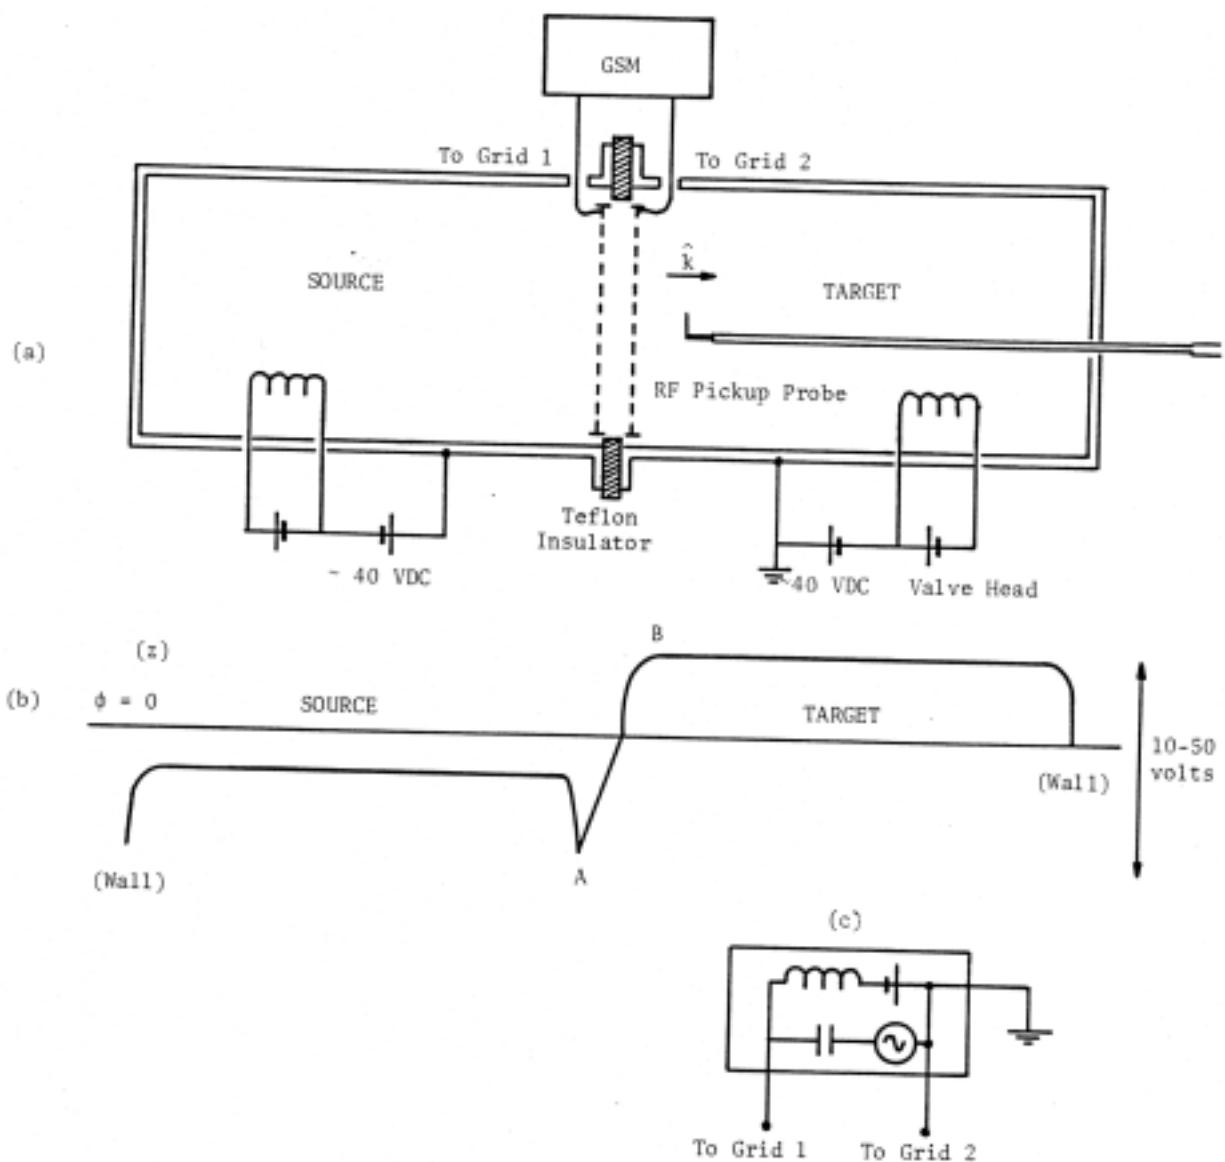 GSM
To Grid 1
To Grid 2
k̂
SOURCE
TARGET
(a)
RF Pickup Probe
Teflon
Insulator
~ 40 VDC
~40 VDC
Valve Head
(z)
B
(b)
ϕ = 0
SOURCE
TARGET
10-50
volts
(Wall)
(Wall)
A
(c)
To Grid 1
To Grid 2